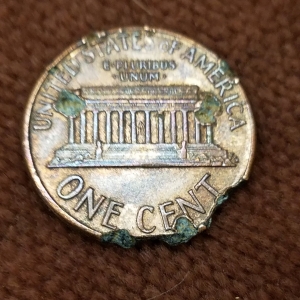 UNITED STATES OF AMERICA
E·PLURIBUS
·UNUM·
ONE CENT